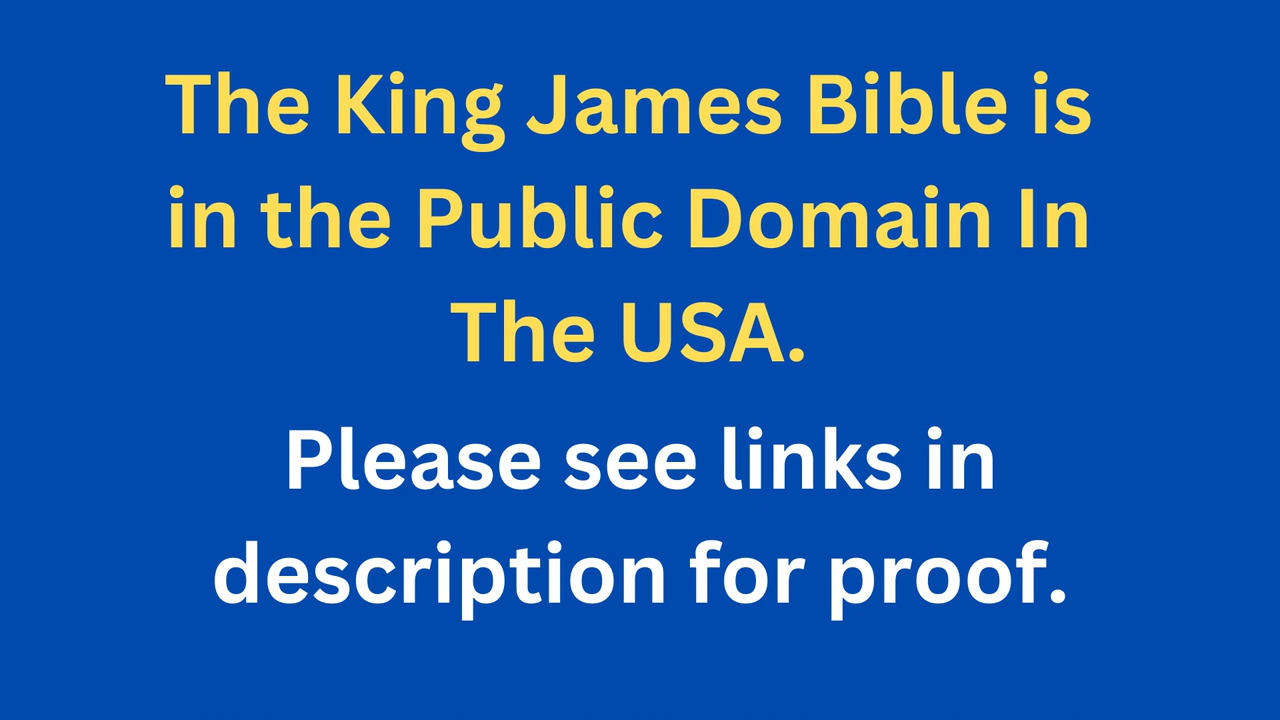 The King James Bible is
in the Public Domain In
The USA.
Please see links in
description for proof.